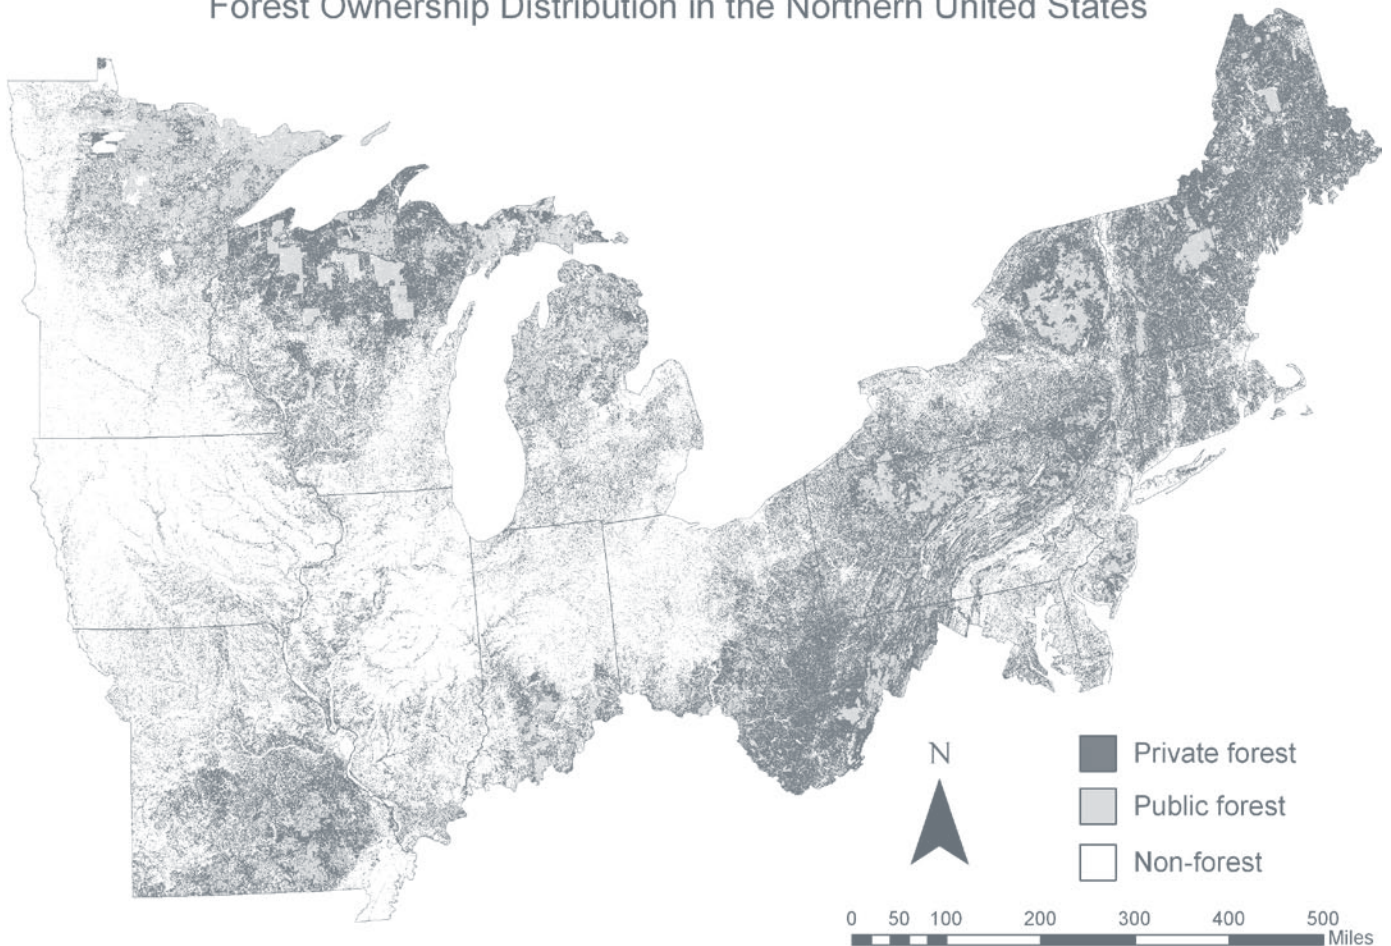 Forest Ownership Distribution in the Northern United States
N
Private forest
Public forest
Non-forest
0 50 100 200 300 400 500
Miles